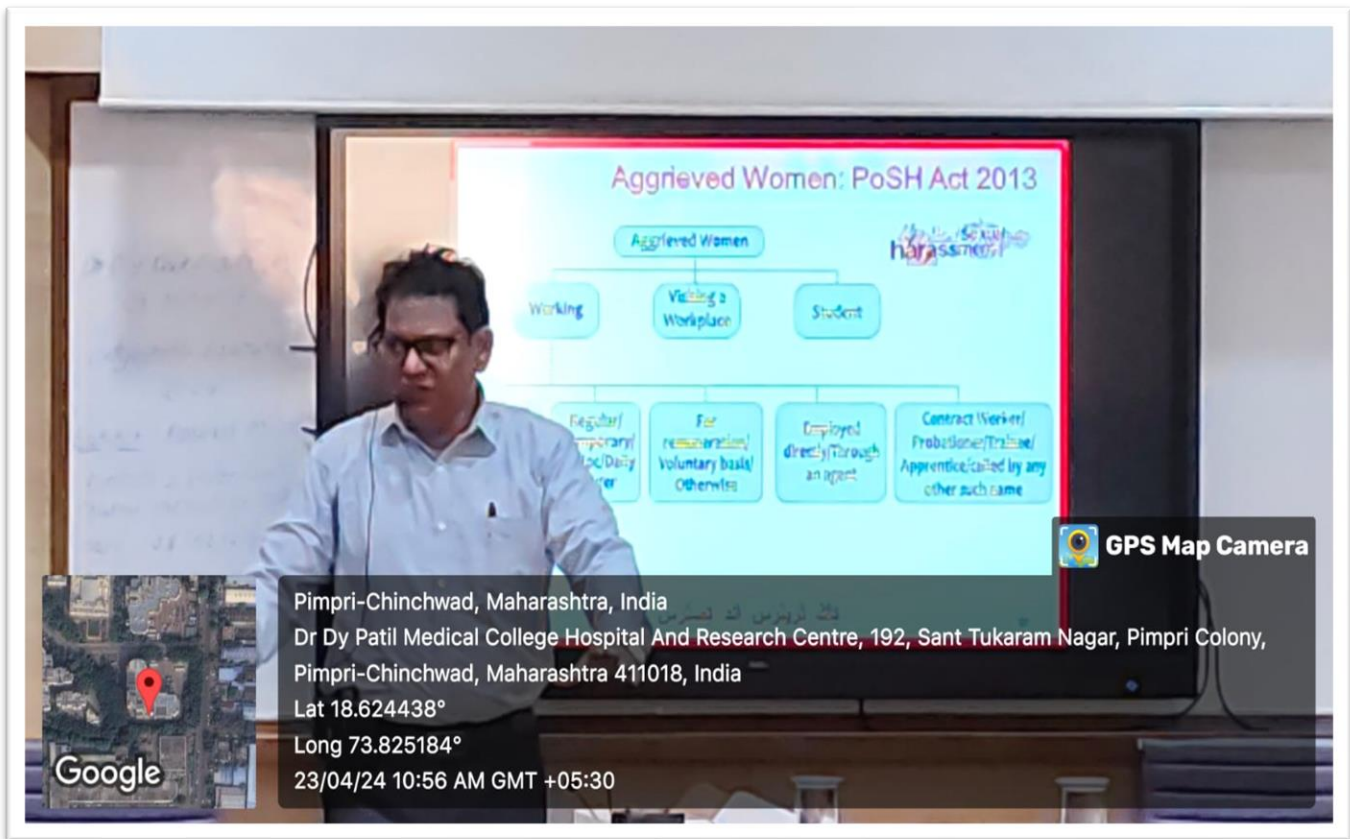 Aggrieved Women: PoSH Act 2013
Aggrieved Women
harassment
Working
Visiting a
Workplace
Student
Regular/
For
remuneration/
Voluntary basis/
Otherwise
Employed
directly/Through
an agent
Contract Worker/
Probationer/Trainee/
Apprentice/called by any
other such name
GPS Map Camera
Pimpri-Chinchwad, Maharashtra, India
Dr Dy Patil Medical College Hospital And Research Centre, 192, Sant Tukaram Nagar, Pimpri Colony,
Pimpri-Chinchwad, Maharashtra 411018, India
Lat 18.624438°
Long 73.825184°
23/04/24 10:56 AM GMT +05:30
Google